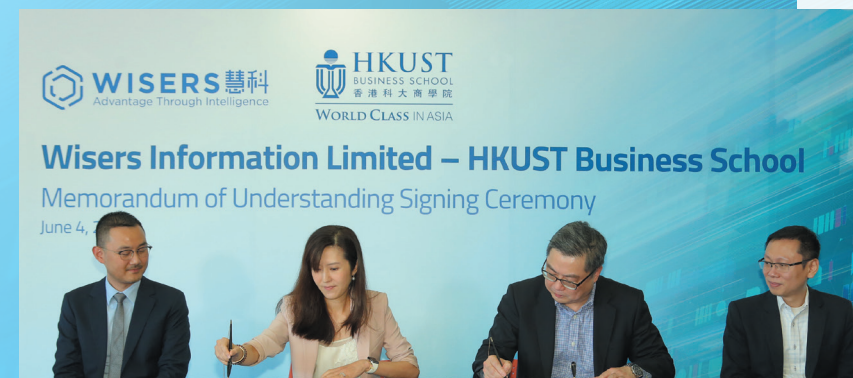 WISERS慧科
Advantage Through Intelligence
HKUST
BUSINESS SCHOOL
香港科大商學院
WORLD CLASS IN ASIA
Wisers Information Limited – HKUST Business School
Memorandum of Understanding Signing Ceremony
June 4,